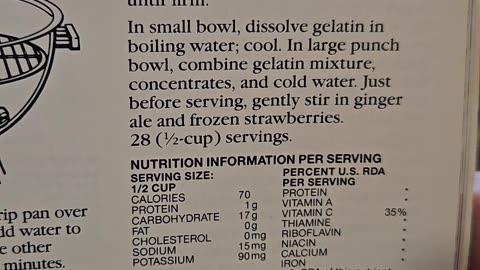 until firm.
In small bowl, dissolve gelatin in
boiling water; cool. In large punch
bowl, combine gelatin mixture,
concentrates, and cold water. Just
before serving, gently stir in ginger
ale and frozen strawberries.
28 (½-cup) servings.
NUTRITION INFORMATION PER SERVING
SERVING SIZE:
1/2 CUP
CALORIES 70
PROTEIN 1g
CARBOHYDRATE 17g
FAT 0g
CHOLESTEROL 0mg
SODIUM 15mg
POTASSIUM 90mg
PERCENT U.S. RDA
PER SERVING
PROTEIN *
VITAMIN A *
VITAMIN C 35%
THIAMINE *
RIBOFLAVIN *
NIACIN *
CALCIUM *
IRON *
rip pan over
dd water to
e other
minutes.